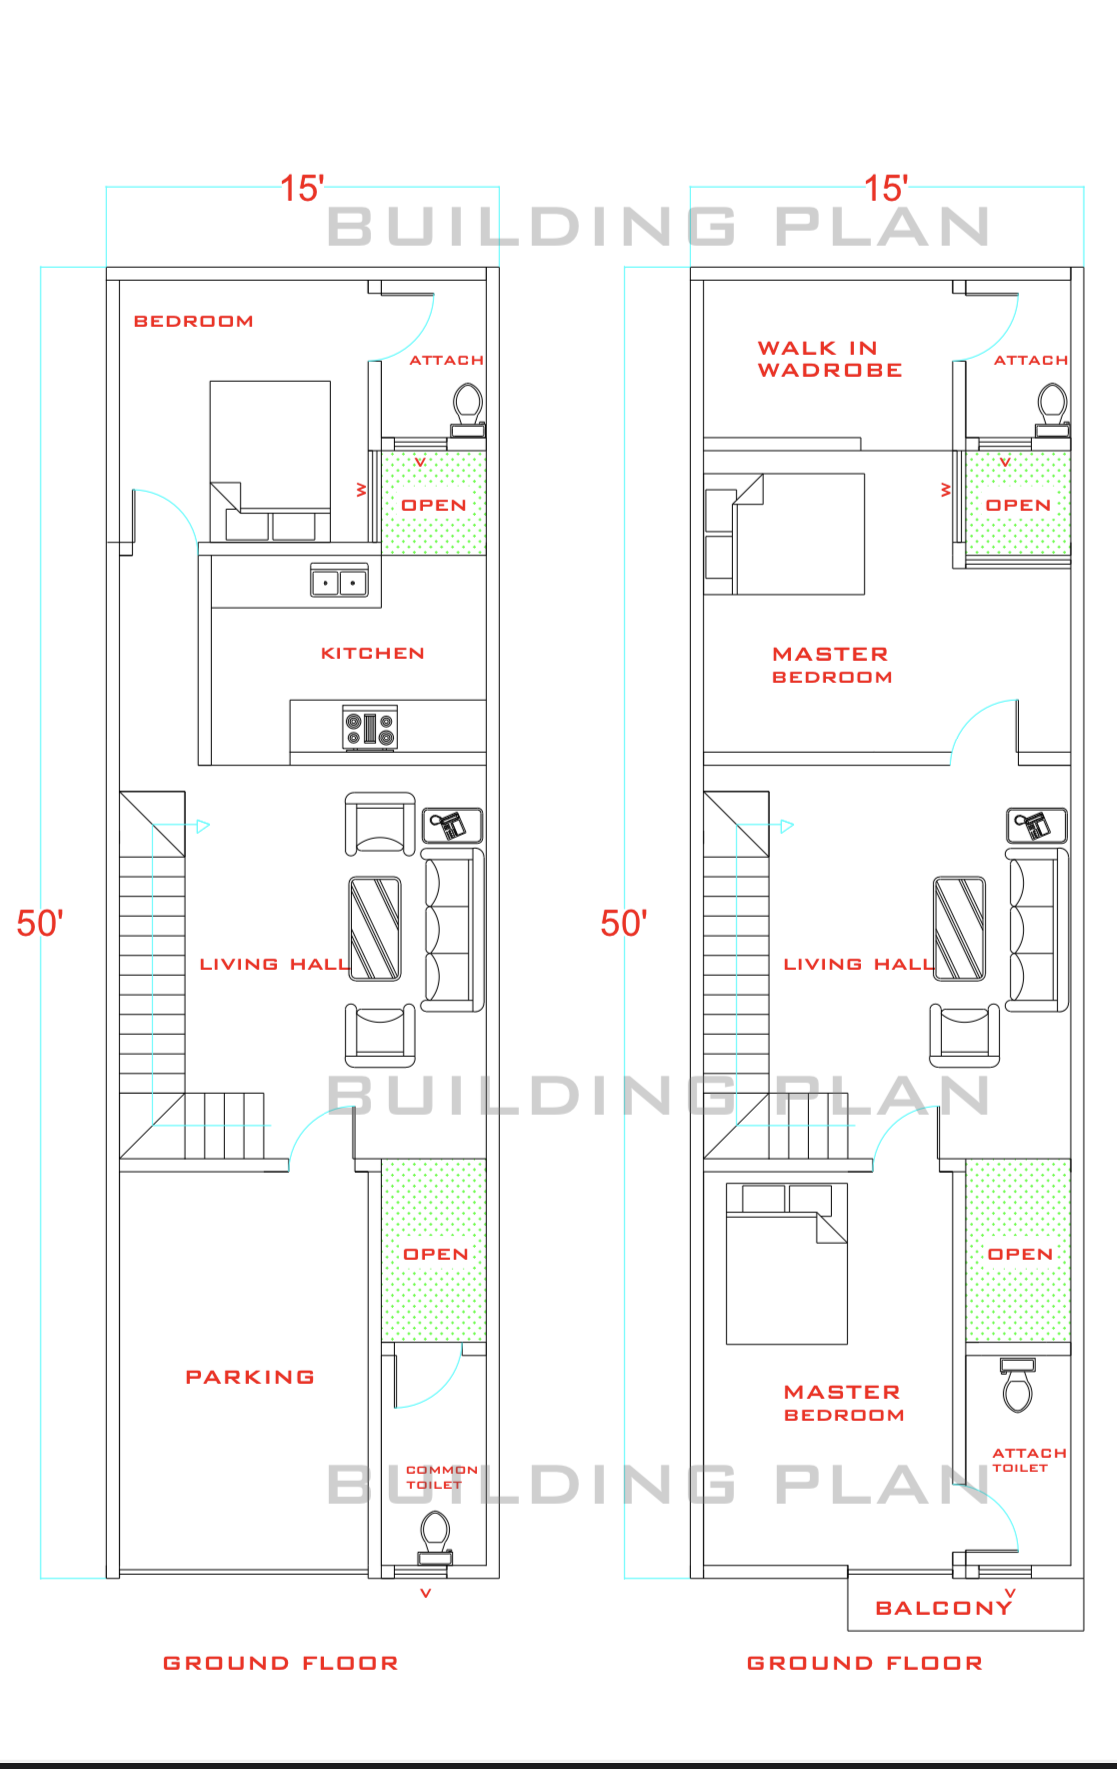 15'
15'
BUILDING PLAN
BEDROOM
ATTACH
V
W
OPEN
KITCHEN
50'
LIVING HALL
BUILDING PLAN
OPEN
PARKING
COMMON
TOILET
BUILDING PLAN
V
GROUND FLOOR
WALK IN
WADROBE
ATTACH
V
W
OPEN
MASTER
BEDROOM
50'
LIVING HALL
OPEN
MASTER
BEDROOM
ATTACH
TOILET
V
BALCONY
GROUND FLOOR